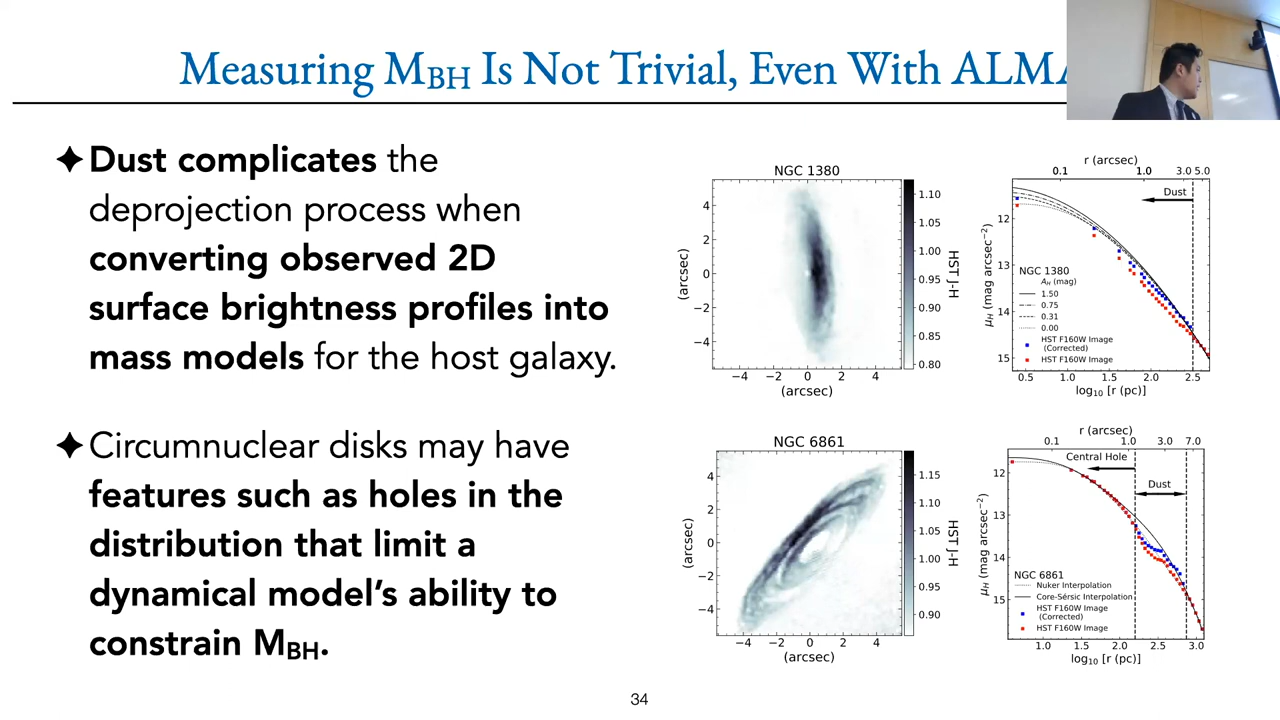 Measuring MBH Is Not Trivial, Even With ALMA
✦Dust complicates the
deprojection process when
converting observed 2D
surface brightness profiles into
mass models for the host galaxy.
✦Circumnuclear disks may have
features such as holes in the
distribution that limit a
dynamical model’s ability to
constrain MBH.
NGC 1380
4
2
0
−2
−4
(arcsec)
−4 −2 0 2 4
(arcsec)
1.10
1.05
1.00
0.95
0.90
0.85
0.80
HST J-H
r (arcsec)
0.1 1.0 3.0 5.0
Dust
12
13
14
15
μH (mag arcsec−2)
NGC 1380
AH (mag)
1.50
0.75
0.31
0.00
HST F160W Image
(Corrected)
HST F160W Image
0.5 1.0 1.5 2.0 2.5
log10 [r (pc)]
NGC 6861
4
2
0
−2
−4
(arcsec)
−4 −2 0 2 4
(arcsec)
1.15
1.10
1.05
1.00
0.95
0.90
HST J-H
r (arcsec)
0.1 1.0 3.0 7.0
Central Hole
Dust
12
13
14
15
μH (mag arcsec−2)
NGC 6861
Nuker Interpolation
Core-Sérsic Interpolation
HST F160W Image
(Corrected)
HST F160W Image
1.0 1.5 2.0 2.5 3.0
log10 [r (pc)]
34